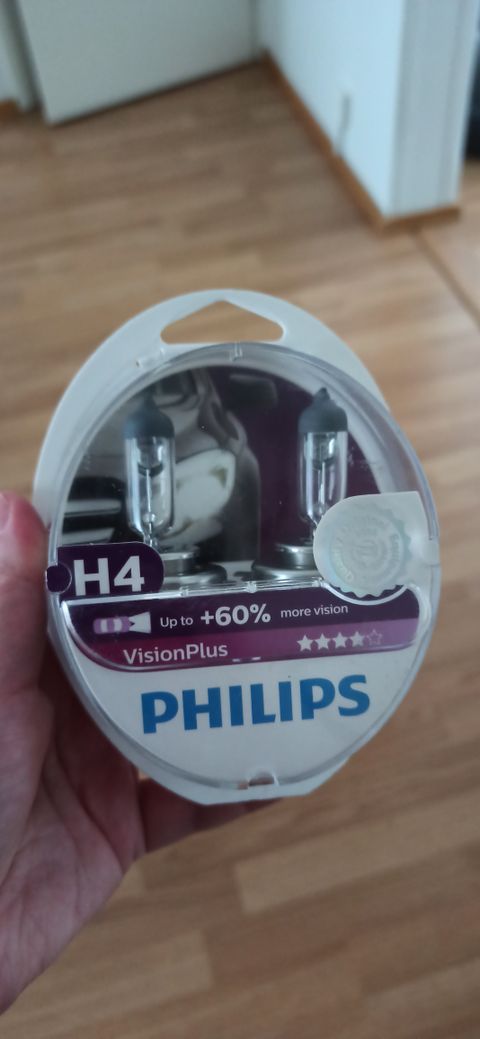 H4
Up to +60% more vision
VisionPlus
PHILIPS